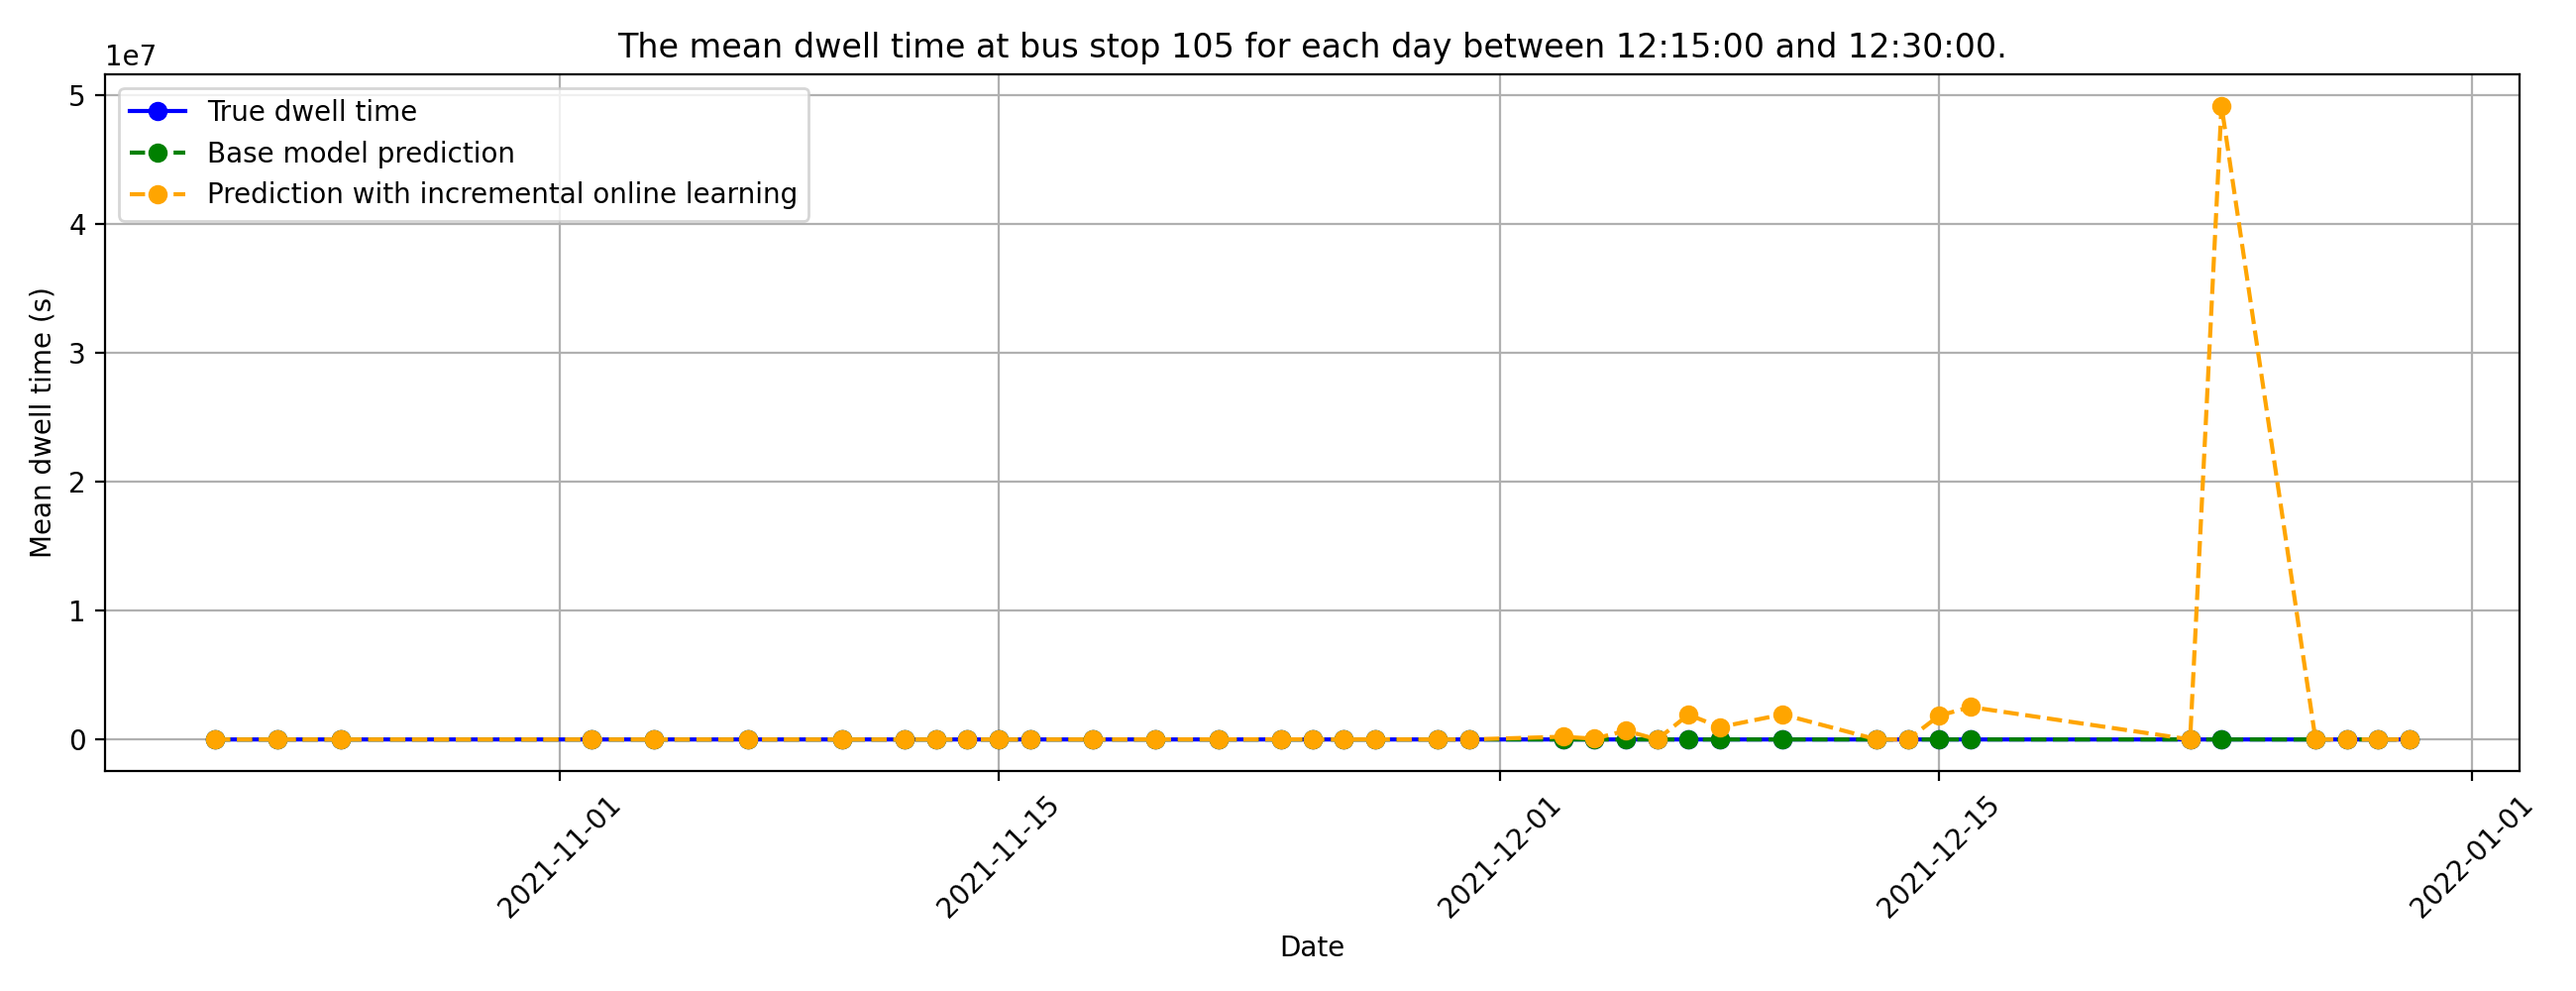 The mean dwell time at bus stop 105 for each day between 12:15:00 and 12:30:00.
1e7
5
4
3
2
1
0
Mean dwell time (s)
True dwell time
Base model prediction
Prediction with incremental online learning
2021-11-01
2021-11-15
2021-12-01
2021-12-15
2022-01-01
Date